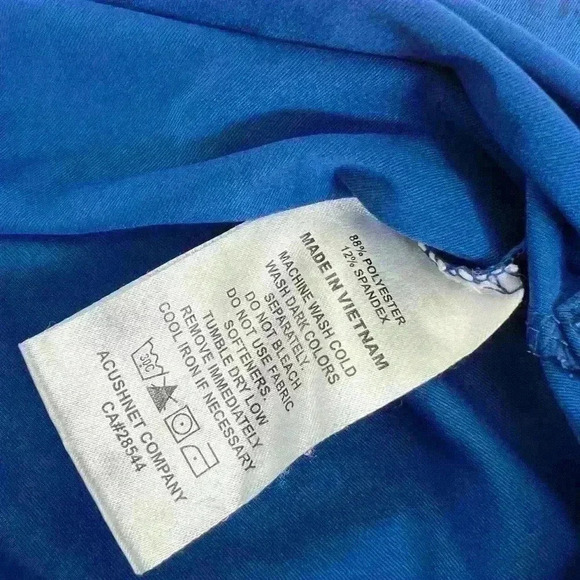 88% POLYESTER
12% SPANDEX
MADE IN VIETNAM
MACHINE WASH COLD
WASH DARK COLORS
SEPARATELY.
DO NOT BLEACH
DO NOT USE FABRIC
SOFTENERS
TUMBLE DRY LOW
REMOVE IMMEDIATELY
COOL IRON IF NECESSARY
30C
ACUSHNET COMPANY
CA#28544